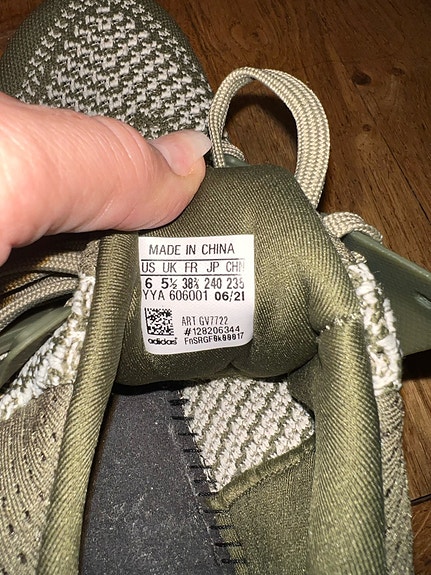 MADE IN CHINA
US UK FR JP CHN
6 5½ 38⅔ 240 235
YYA 606001 06/21
ART GV7722
#128206344
adidas FnSRGF0k00017